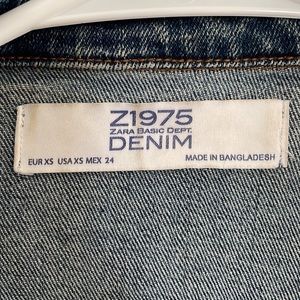 Z1975
ZARA BASIC DEPT.
DENIM
EUR XS USA XS MEX 24 MADE IN BANGLADESH